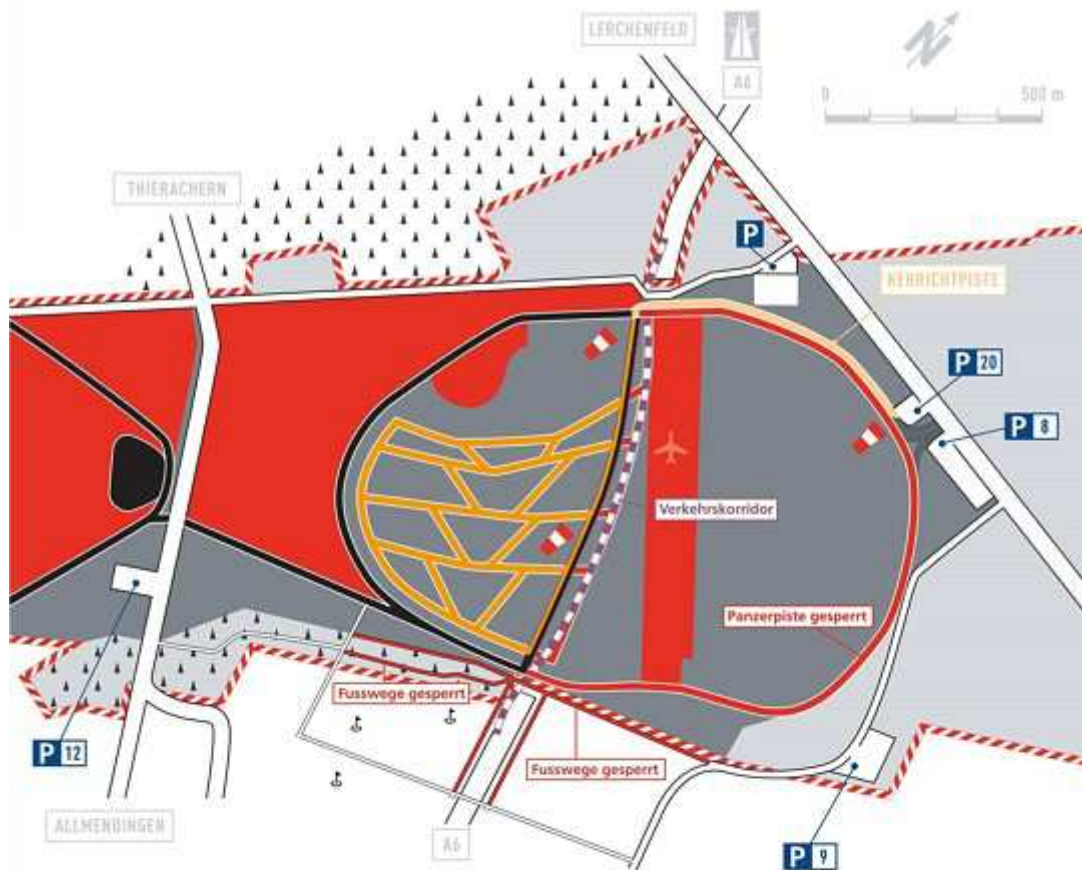 LERCHENFELD
A6
N
0 500 m
THIERACHERN
P
KEHRICHTPISTE
P 20
P 8
Verkehrskorridor
Panzerpiste gesperrt
Fusswege gesperrt
P 12
Fusswege gesperrt
ALLMENDINGEN
A6
P 9